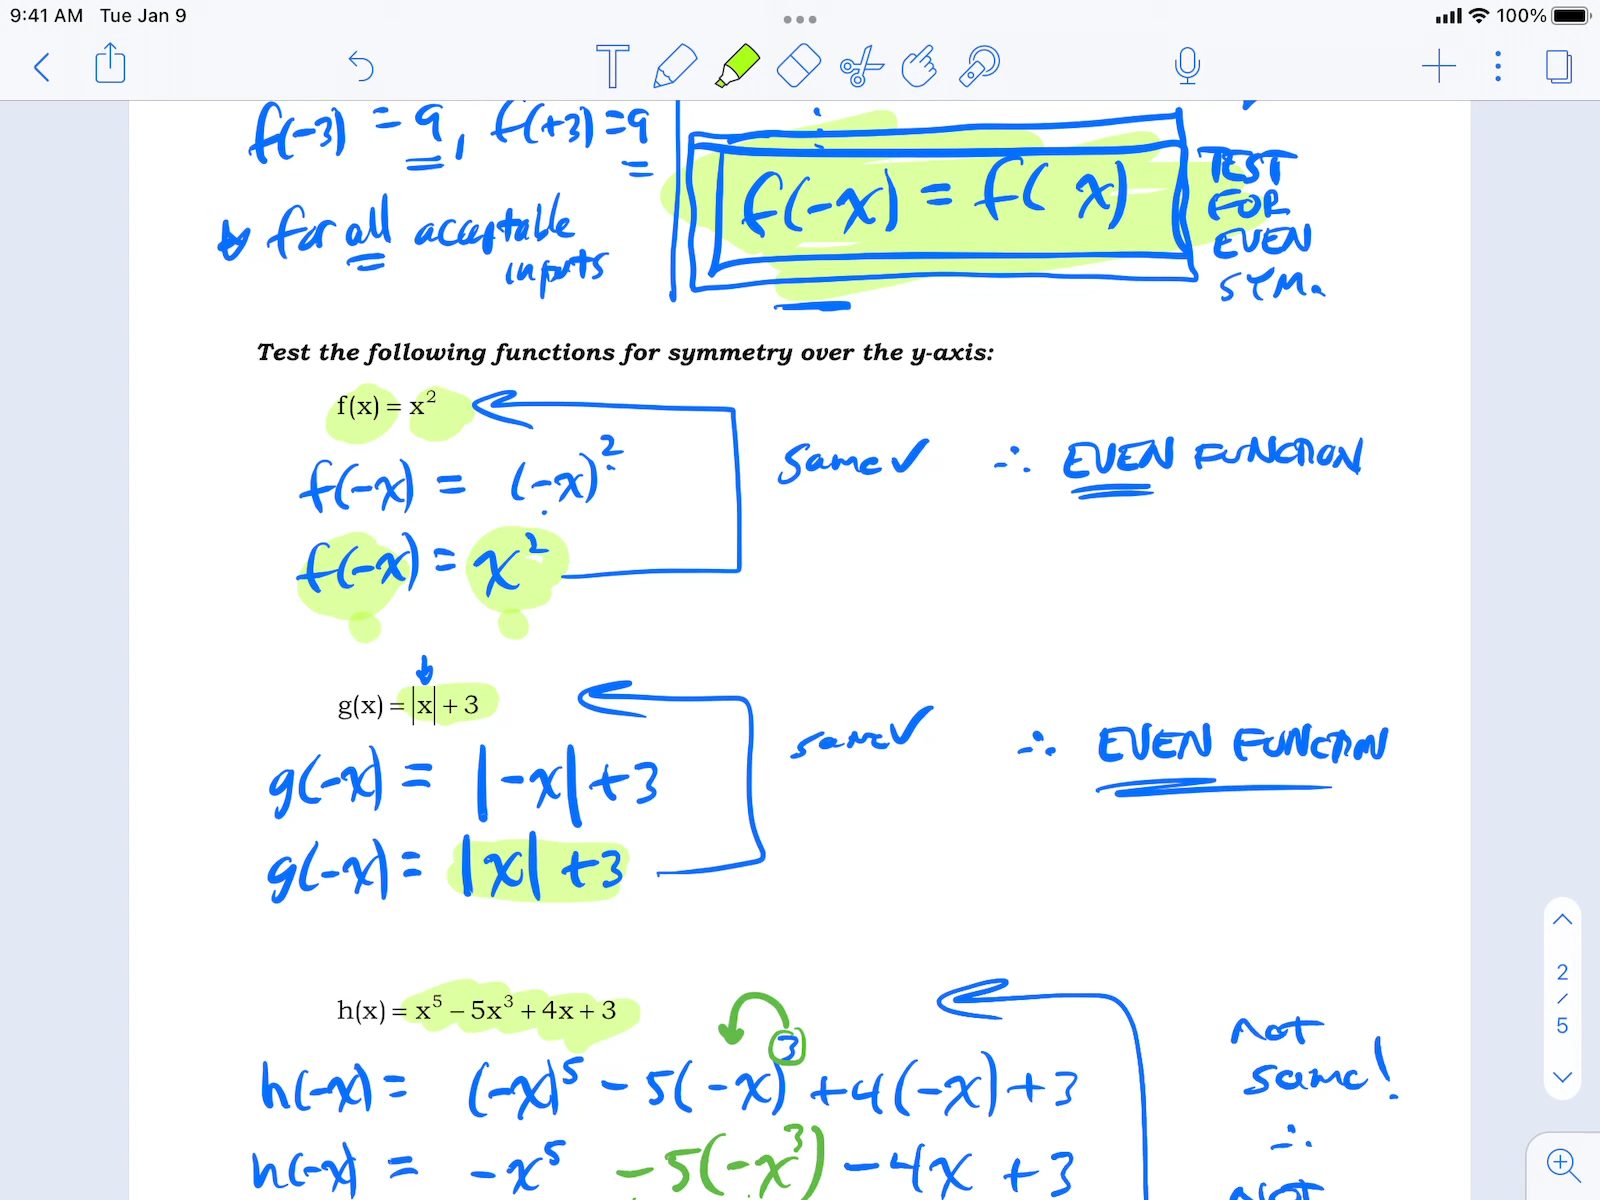 9:41 AM Tue Jan 9
100%
f(-3) = 9, f(+3) = 9
for all acceptable
inputs
f(-x) = f( x)
TEST
FOR
EVEN
SYM.
Test the following functions for symmetry over the y-axis:
f(x) = x²
f(-x) = (-x)²
f(-x) = x²
same ✓ ∴ EVEN FUNCTION
g(x) = |x| + 3
g(-x) = |-x| + 3
g(-x) = |x| + 3
same ✓ ∴ EVEN FUNCTION
h(x) = x⁵ – 5x³ + 4x + 3
h(-x) = (-x)⁵ - 5(-x)³ + 4(-x) + 3
h(-x) = -x⁵ - 5(-x³) - 4x + 3
Not
same!
∴
NOT
2
/
5